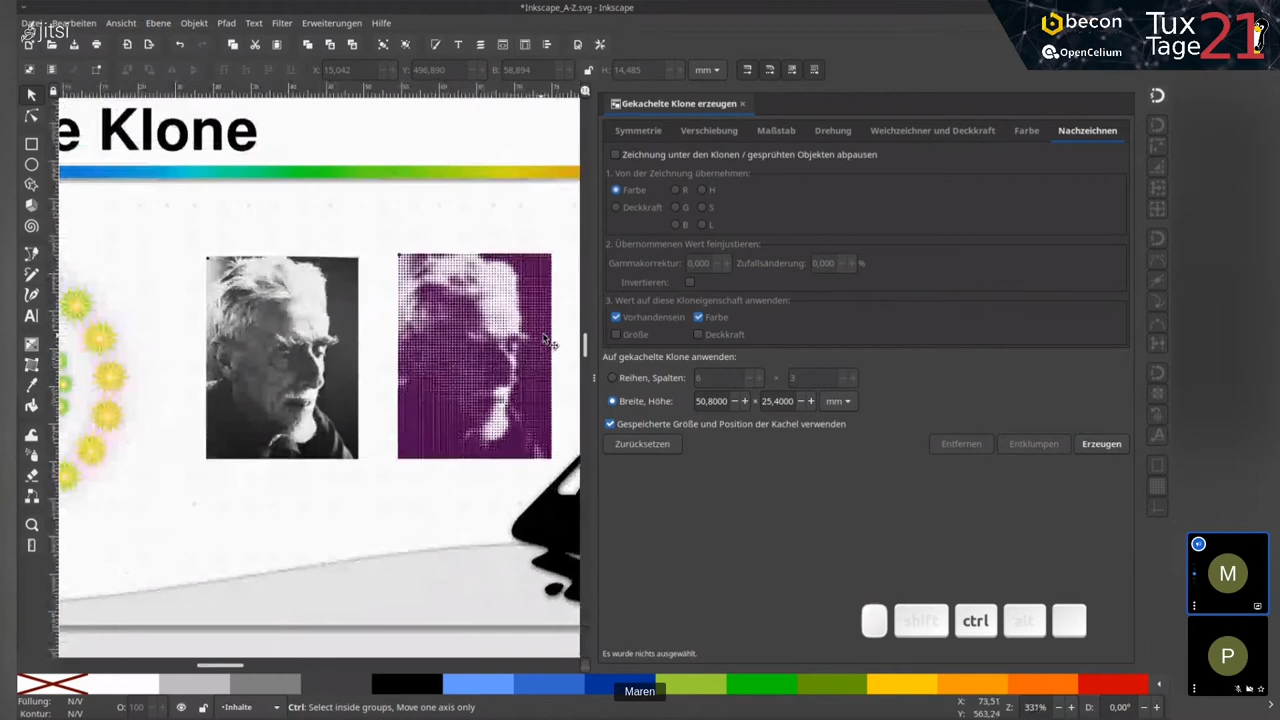 *Inkscape_A-Z.svg - Inkscape
Datei Bearbeiten Ansicht Ebene Objekt Pfad Text Filter Erweiterungen Hilfe
jitsi
becon
OpenCelium
Tux
Tage
21
X: 15,042 Y: 496,890 B: 58,894 H: 14,485 mm
e Klone
Gekachelte Klone erzeugen
Symmetrie Verschiebung Maßstab Drehung Weichzeichner und Deckkraft Farbe Nachzeichnen
Zeichnung unter den Klonen / gesprühten Objekten abpausen
1. Von der Zeichnung übernehmen:
Farbe R H
Deckkraft G S
B L
2. Übernommenen Wert feinjustieren:
Gammakorrektur: 0,000 − + Zufallsänderung: 0,000 − + %
Invertieren:
3. Wert auf diese Kloneigenschaft anwenden:
Vorhandensein Farbe
Größe Deckkraft
Auf gekachelte Klone anwenden:
Reihen, Spalten: 6 − + × 3 − +
Breite, Höhe: 50,8000 − + × 25,4000 − + mm
Gespeicherte Größe und Position der Kachel verwenden
Zurücksetzen Entfernen Entklumpen Erzeugen
shift ctrl alt
M
P
Es wurde nichts ausgewählt.
Maren
Füllung: N/V
Kontur: N/V
O: 100
•Inhalte
Ctrl: Select inside groups, Move one axis only
X: 73,51
Y: 563,24
Z: 331% − + D: 0,00° − +